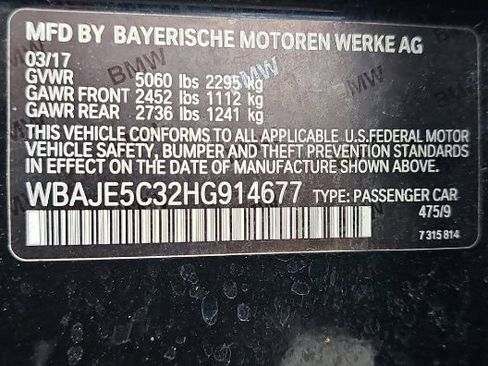 MFD BY BAYERISCHE MOTOREN WERKE AG
03/17
GVWR 5060 lbs 2295 kg
GAWR FRONT 2452 lbs 1112 kg
GAWR REAR 2736 lbs 1241 kg
THIS VEHICLE CONFORMS TO ALL APPLICABLE U.S.FEDERAL MOTOR
VEHICLE SAFETY, BUMPER AND THEFT PREVENTION STANDARDS
IN EFFECT ON THE DATE OF MANUFACTURE SHOWN ABOVE.
WBAJE5C32HG914677 TYPE: PASSENGER CAR
475/9
7 315 814